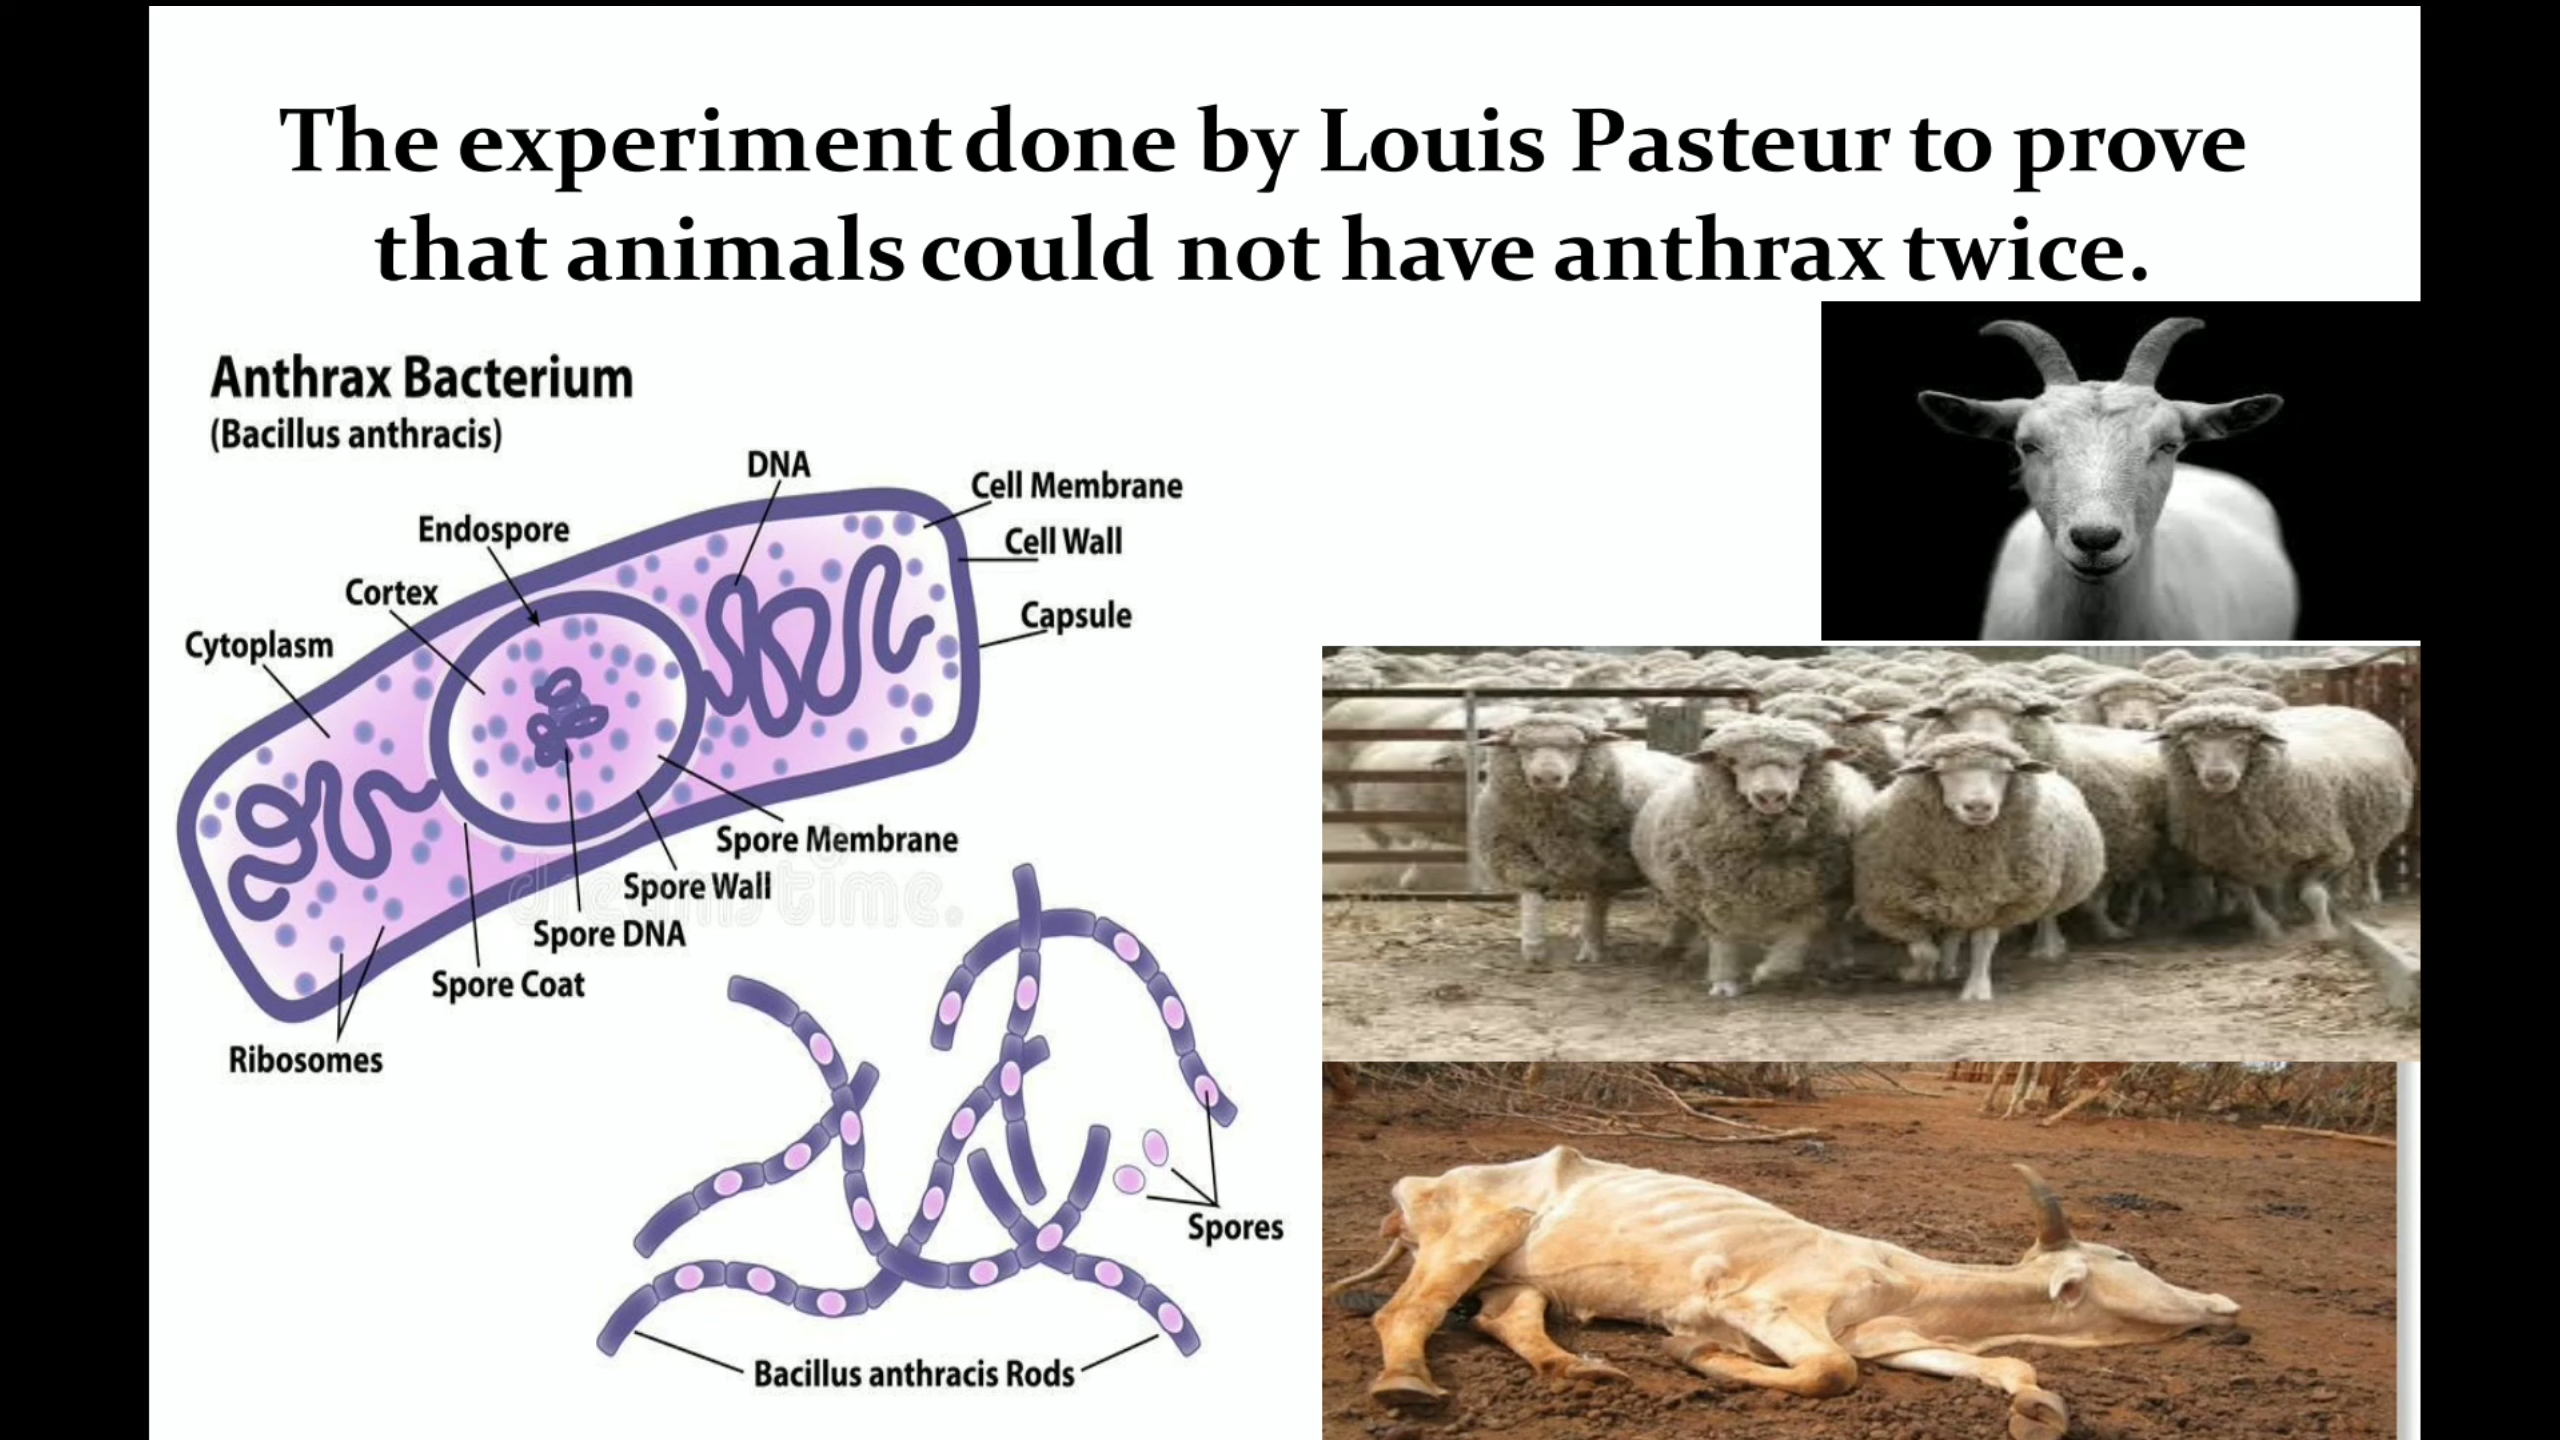 The experiment done by Louis Pasteur to prove
that animals could not have anthrax twice.
Anthrax Bacterium
(Bacillus anthracis)
DNA
Cell Membrane
Endospore
Cell Wall
Cortex
Capsule
Cytoplasm
Spore Membrane
Spore Wall
dreamstime.
Spore DNA
Spore Coat
Ribosomes
Spores
Bacillus anthracis Rods